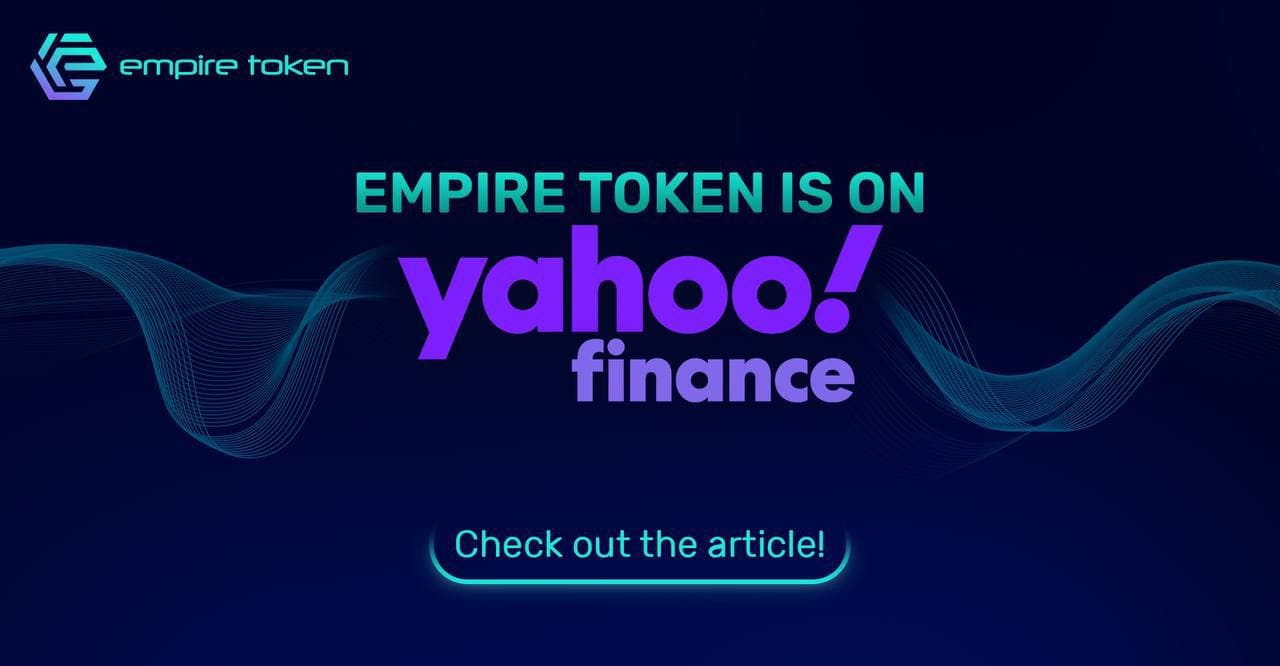 empire token
EMPIRE TOKEN IS ON
yahoo!
finance
Check out the article!